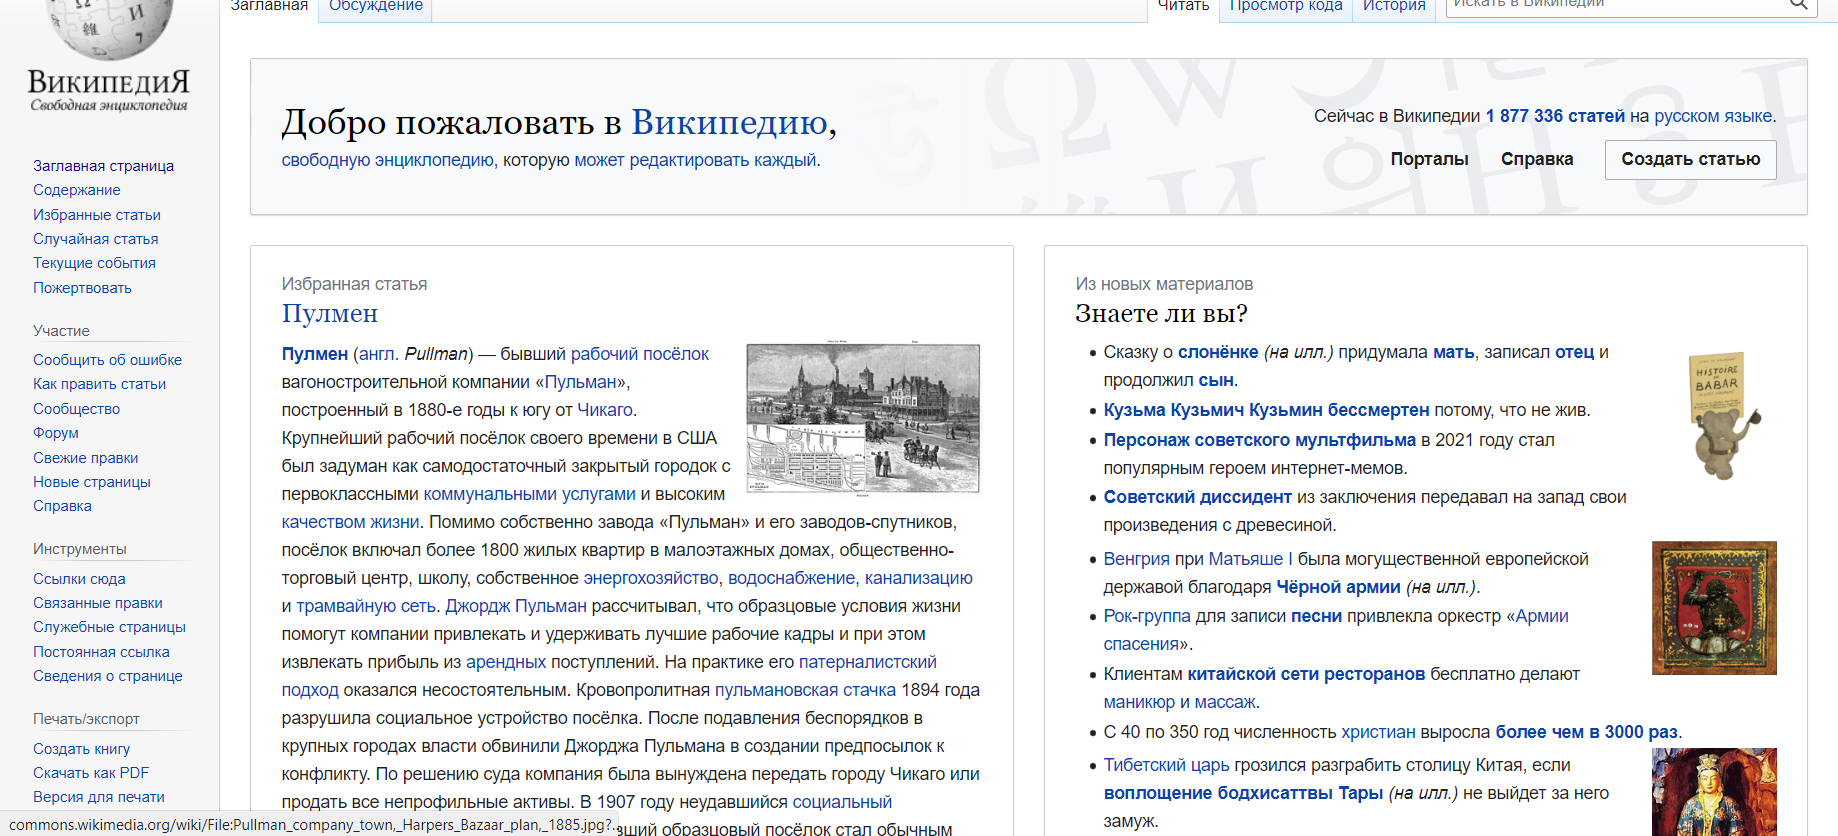 Заглавная Обсуждение Читать Просмотр кода История Искать в Википедии
ВИКИПЕДИЯ
Свободная энциклопедия
Заглавная страница
Содержание
Избранные статьи
Случайная статья
Текущие события
Пожертвовать
Участие
Сообщить об ошибке
Как править статьи
Сообщество
Форум
Свежие правки
Новые страницы
Справка
Инструменты
Ссылки сюда
Связанные правки
Служебные страницы
Постоянная ссылка
Сведения о странице
Печать/экспорт
Создать книгу
Скачать как PDF
Версия для печати
Добро пожаловать в Википедию,
свободную энциклопедию, которую может редактировать каждый.
Сейчас в Википедии 1 877 336 статей на русском языке.
Порталы Справка Создать статью
Избранная статья
Пулмен
Пулмен (англ. Pullman) — бывший рабочий посёлок
вагоностроительной компании «Пульман»,
построенный в 1880-е годы к югу от Чикаго.
Крупнейший рабочий посёлок своего времени в США
был задуман как самодостаточный закрытый городок с
первоклассными коммунальными услугами и высоким
качеством жизни. Помимо собственно завода «Пульман» и его заводов-спутников,
посёлок включал более 1800 жилых квартир в малоэтажных домах, общественно-
торговый центр, школу, собственное энергохозяйство, водоснабжение, канализацию
и трамвайную сеть. Джордж Пульман рассчитывал, что образцовые условия жизни
помогут компании привлекать и удерживать лучшие рабочие кадры и при этом
извлекать прибыль из арендных поступлений. На практике его патерналистский
подход оказался несостоятельным. Кровопролитная пульмановская стачка 1894 года
разрушила социальное устройство посёлка. После подавления беспорядков в
крупных городах власти обвинили Джорджа Пульмана в создании предпосылок к
конфликту. По решению суда компания была вынуждена передать городу Чикаго или
продать все непрофильные активы. В 1907 году неудавшийся социальный
вший образцовый посёлок стал обычным
Из новых материалов
Знаете ли вы?
Сказку о слонёнке (на илл.) придумала мать, записал отец и
продолжил сын.
Кузьма Кузьмич Кузьмин бессмертен потому, что не жив.
Персонаж советского мультфильма в 2021 году стал
популярным героем интернет-мемов.
Советский диссидент из заключения передавал на запад свои
произведения с древесиной.
Венгрия при Матьяше I была могущественной европейской
державой благодаря Чёрной армии (на илл.).
Рок-группа для записи песни привлекла оркестр «Армии
спасения».
Клиентам китайской сети ресторанов бесплатно делают
маникюр и массаж.
С 40 по 350 год численность христиан выросла более чем в 3000 раз.
Тибетский царь грозился разграбить столицу Китая, если
воплощение бодхисаттвы Тары (на илл.) не выйдет за него
замуж.
HISTOIRE
DE
BABAR
commons.wikimedia.org/wiki/File:Pullman_company_town,_Harpers_Bazaar_plan,_1885.jpg?...